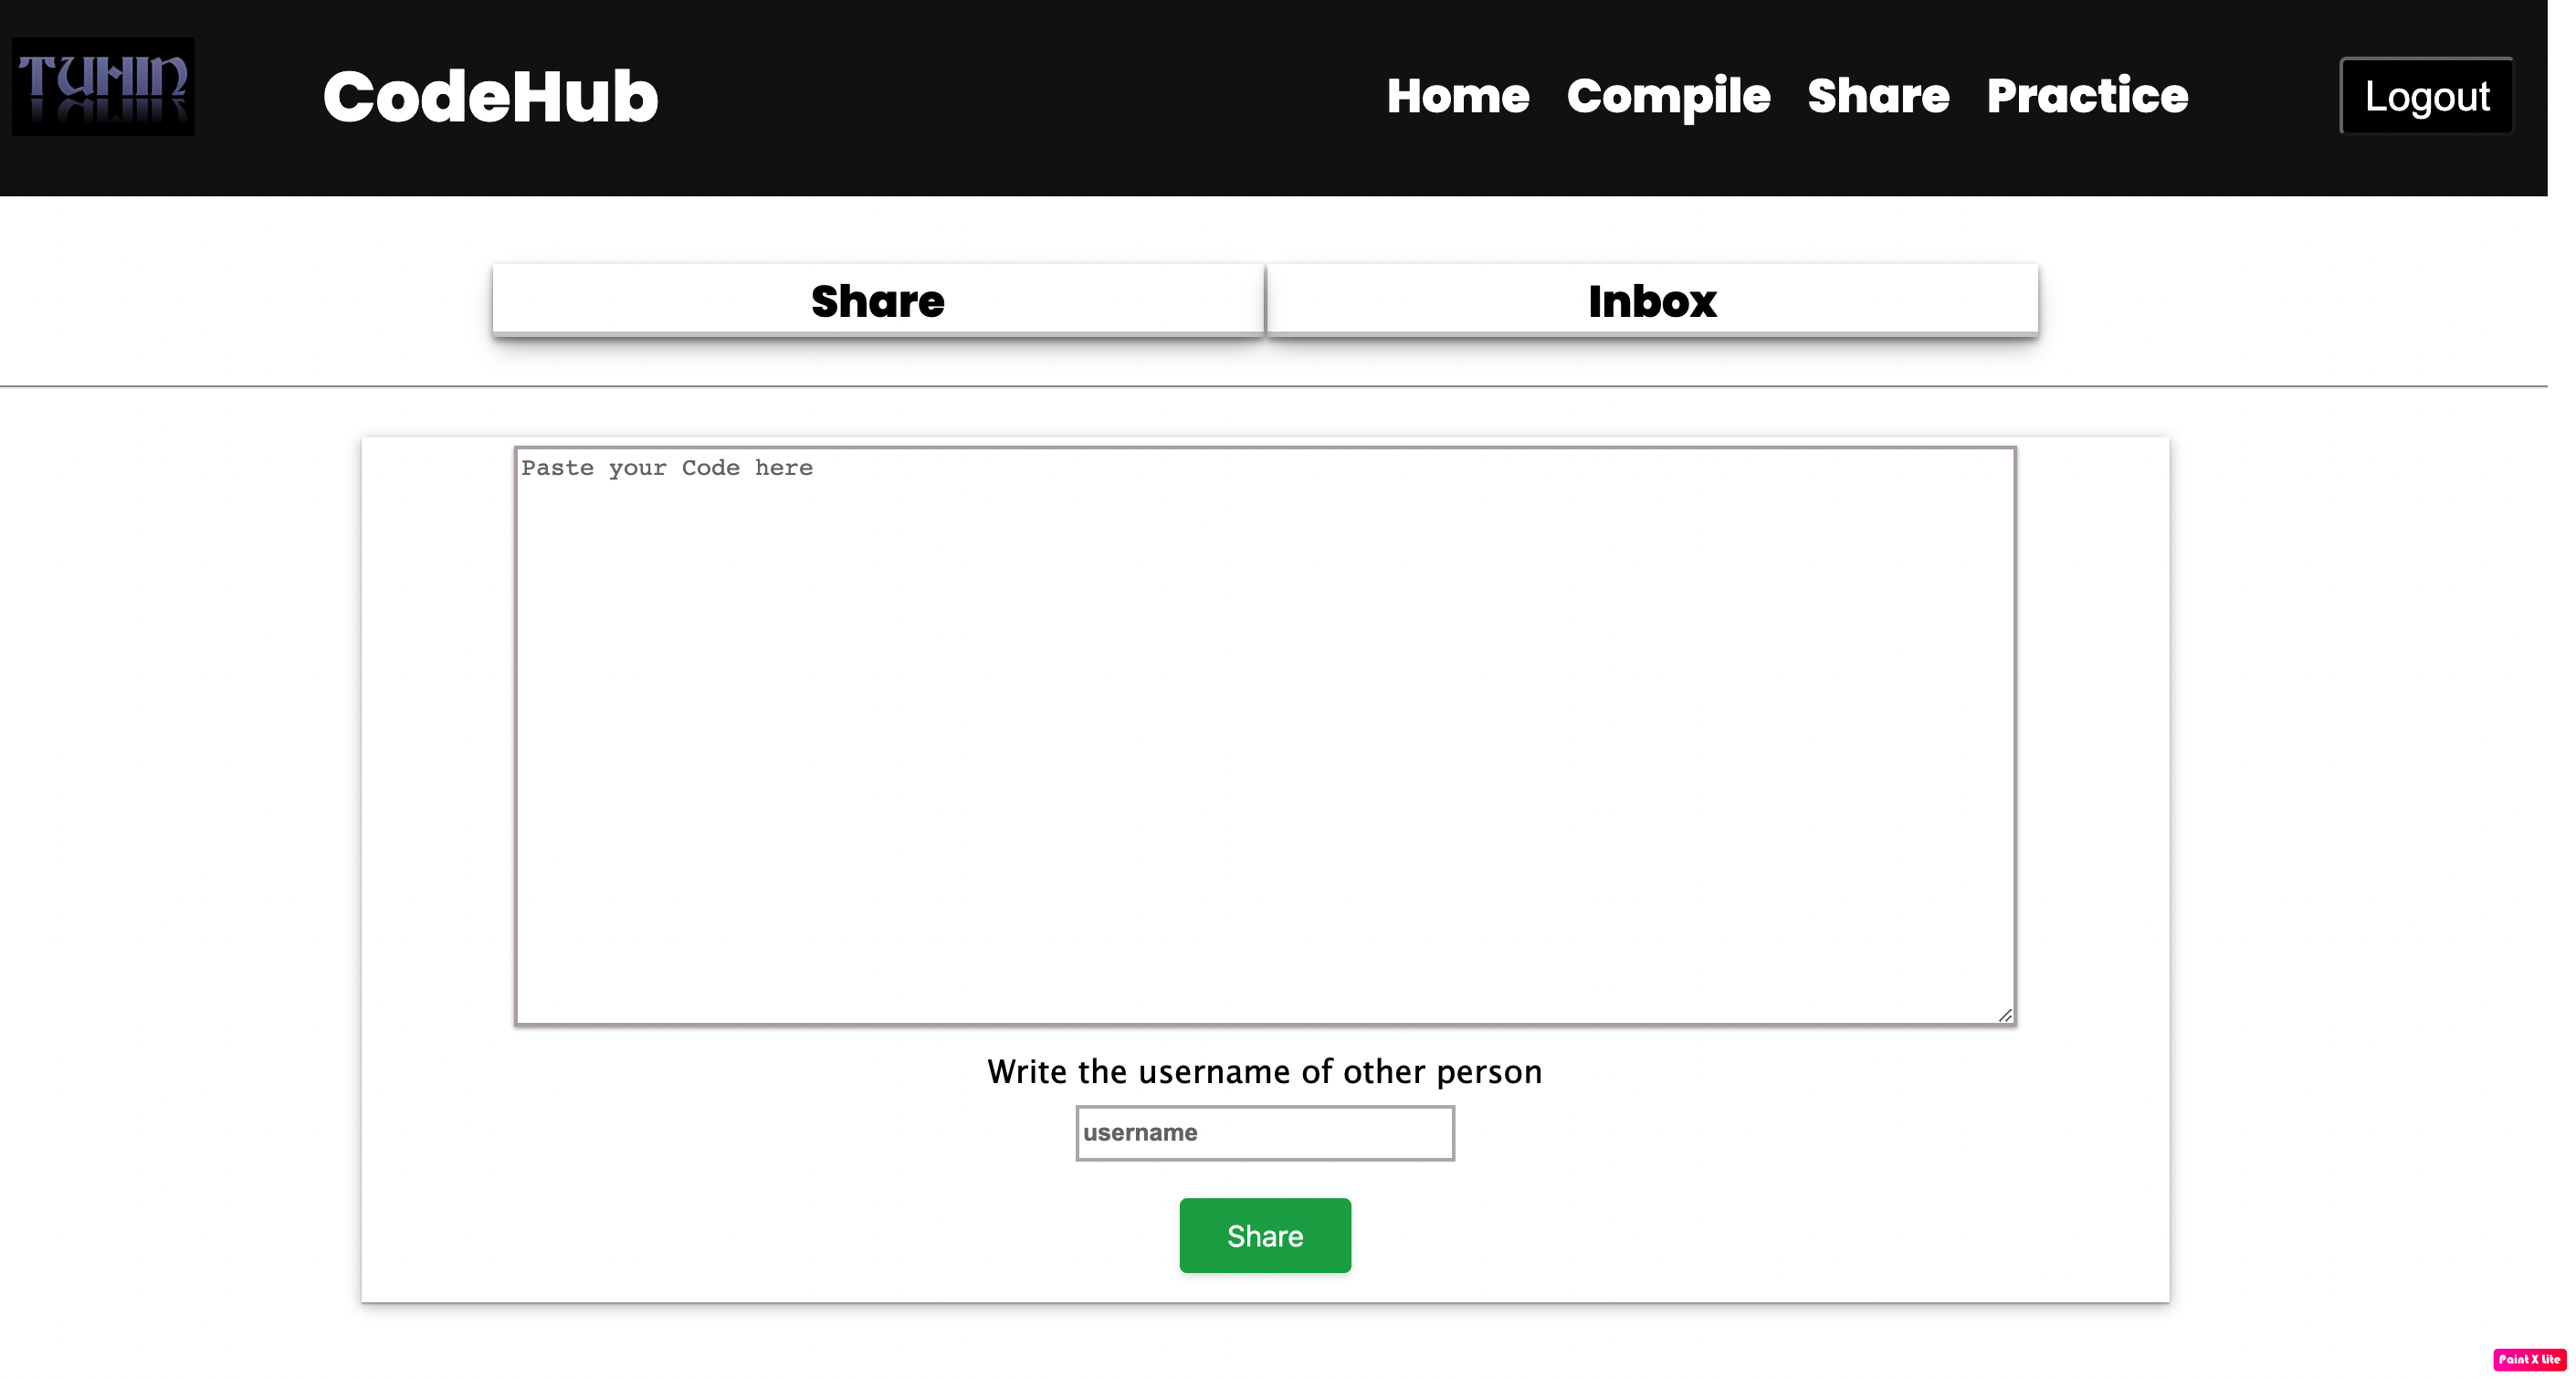 TUHIN
CodeHub
Home Compile Share Practice
Logout
Share Inbox
Paste your Code here
Write the username of other person
username
Share
Paint X Lite